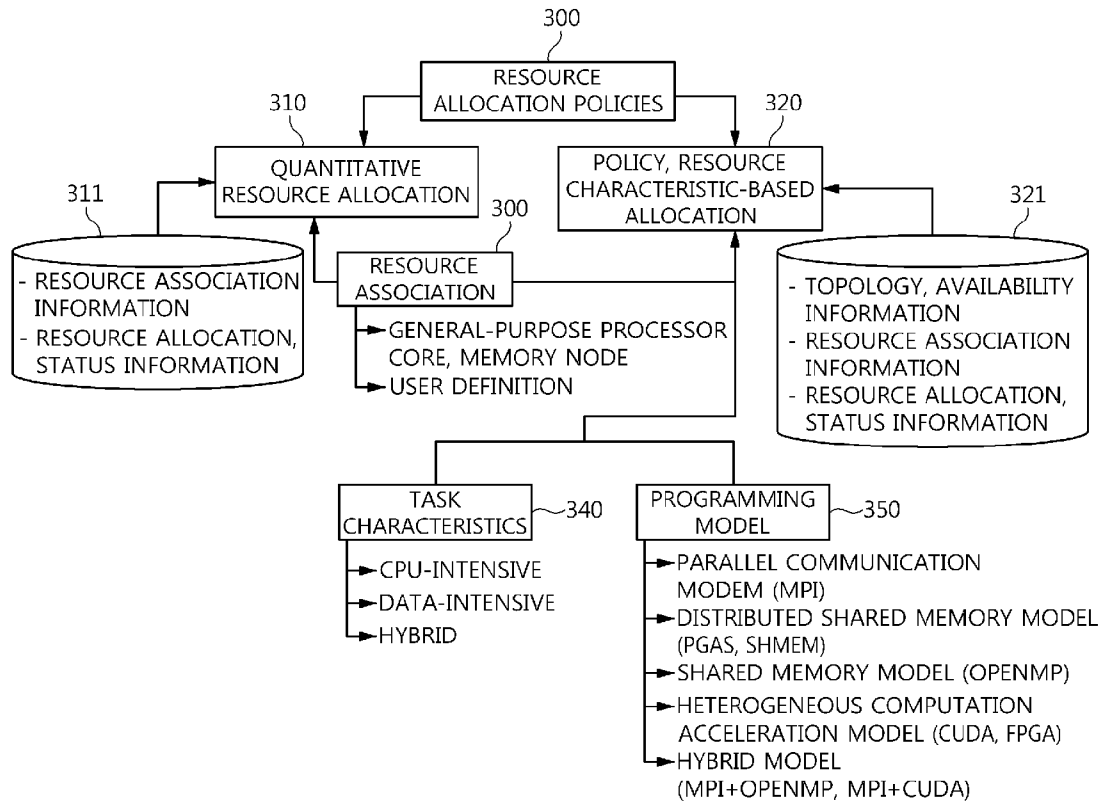 300
RESOURCE
ALLOCATION POLICIES
310
320
QUANTITATIVE
RESOURCE ALLOCATION
POLICY, RESOURCE
CHARACTERISTIC-BASED
ALLOCATION
311
- RESOURCE ASSOCIATION
INFORMATION
- RESOURCE ALLOCATION,
STATUS INFORMATION
300
RESOURCE
ASSOCIATION
GENERAL-PURPOSE PROCESSOR
CORE, MEMORY NODE
USER DEFINITION
321
- TOPOLOGY, AVAILABILITY
INFORMATION
- RESOURCE ASSOCIATION
INFORMATION
- RESOURCE ALLOCATION,
STATUS INFORMATION
TASK
CHARACTERISTICS
340
CPU-INTENSIVE
DATA-INTENSIVE
HYBRID
PROGRAMMING
MODEL
350
PARALLEL COMMUNICATION
MODEM (MPI)
DISTRIBUTED SHARED MEMORY MODEL
(PGAS, SHMEM)
SHARED MEMORY MODEL (OPENMP)
HETEROGENEOUS COMPUTATION
ACCELERATION MODEL (CUDA, FPGA)
HYBRID MODEL
(MPI+OPENMP, MPI+CUDA)